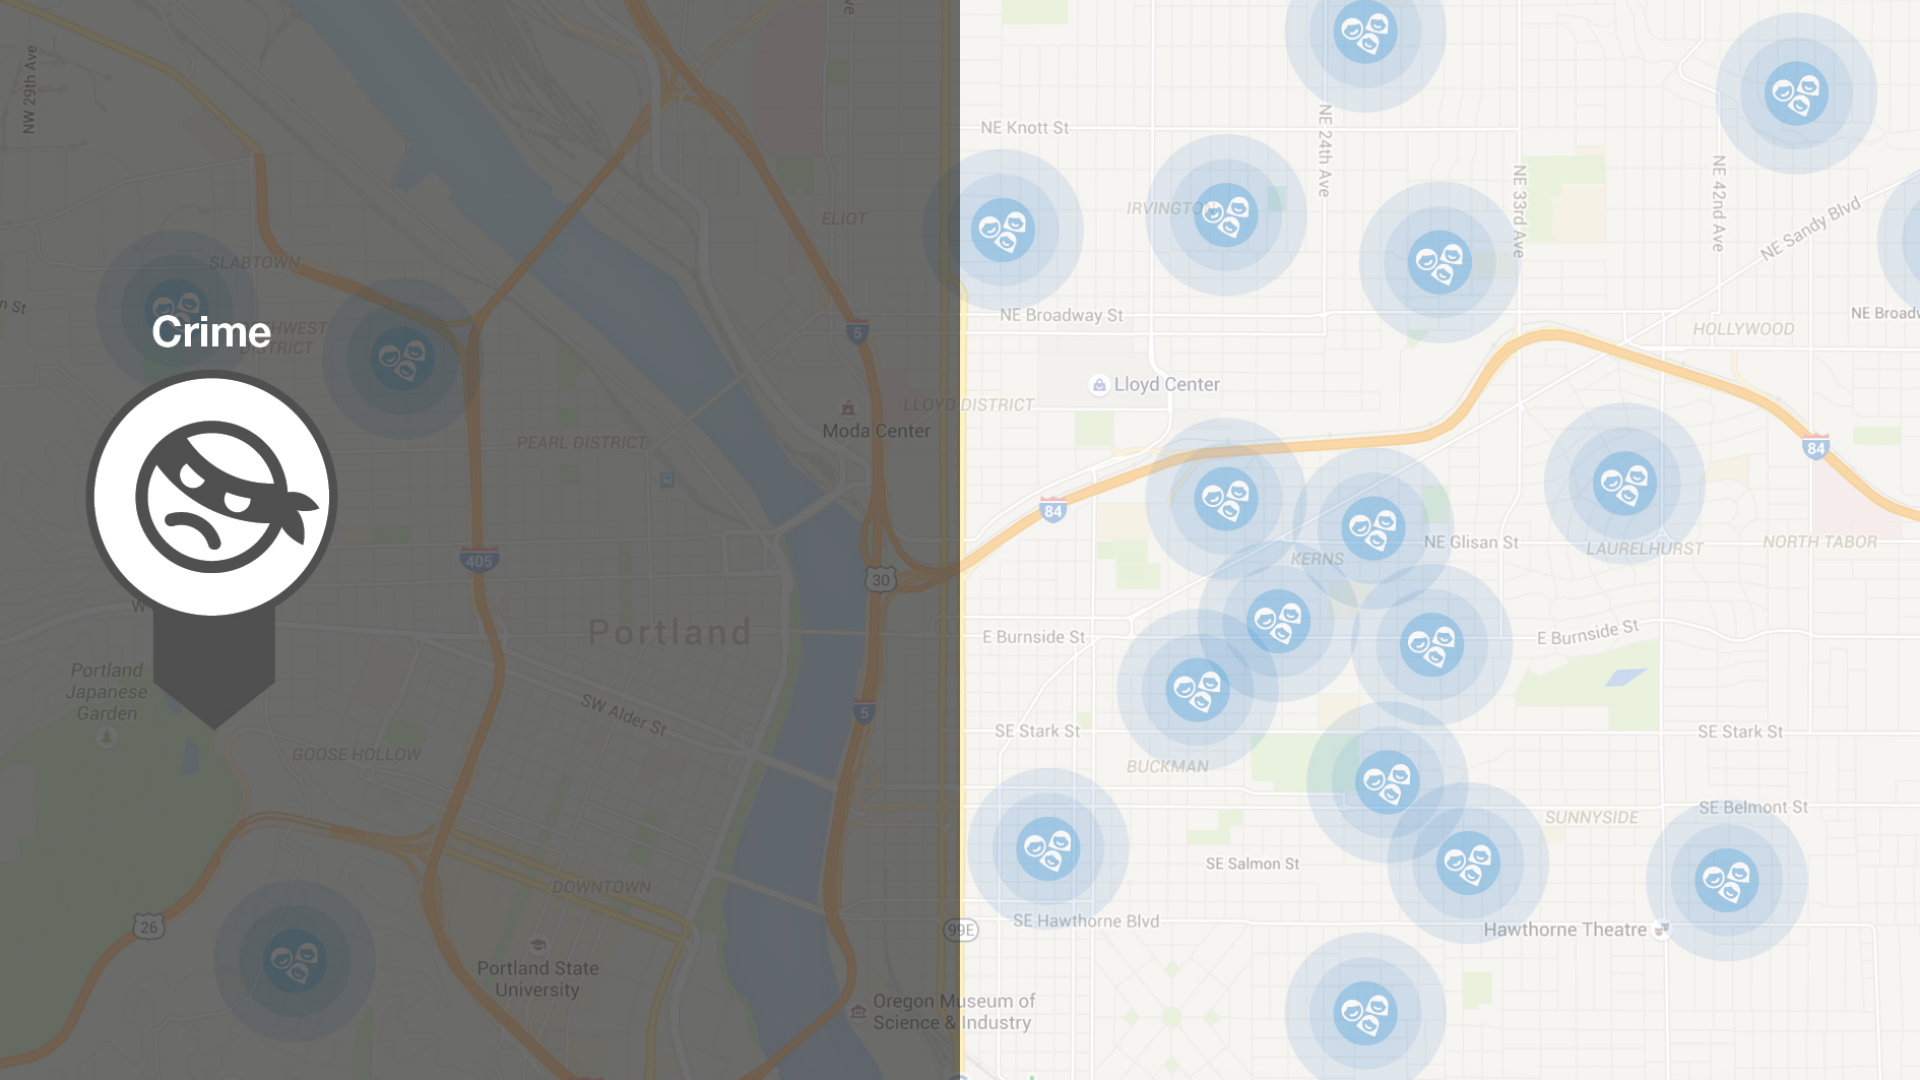 NW 29th Ave
ve
NE Knott St
NE 24th Ave
NE 33rd Ave
NE 42nd Ave
IRVINGTON
ELIOT
NE Sandy Blvd
SLABTOWN
n St
NE Broadway St
NE Broadw
HWEST
DISTRICT
Crime
5
HOLLYWOOD
Lloyd Center
LLOYD DISTRICT
Moda Center
PEARL DISTRICT
84
84
405
30
KERNS
NE Glisan St
LAURELHURST
NORTH TABOR
W
Portland
E Burnside St
E Burnside St
Portland
Japanese
Garden
SW Alder St
5
SE Stark St
SE Stark St
GOOSE HOLLOW
BUCKMAN
SE Belmont St
SUNNYSIDE
SE Salmon St
DOWNTOWN
26
99E
SE Hawthorne Blvd
Hawthorne Theatre
Portland State
University
Oregon Museum of
Science & Industry